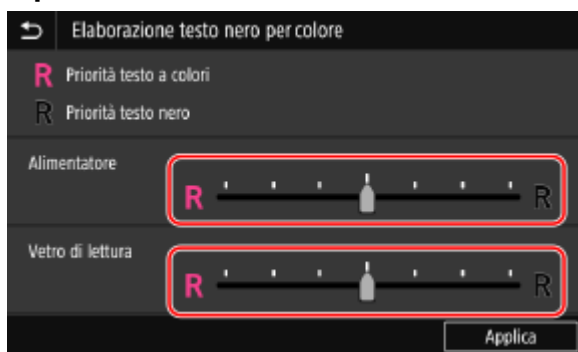 Elaborazione testo nero per colore
R Priorità testo a colori
R Priorità testo nero
Alimentatore
R R
Vetro di lettura
R R
Applica